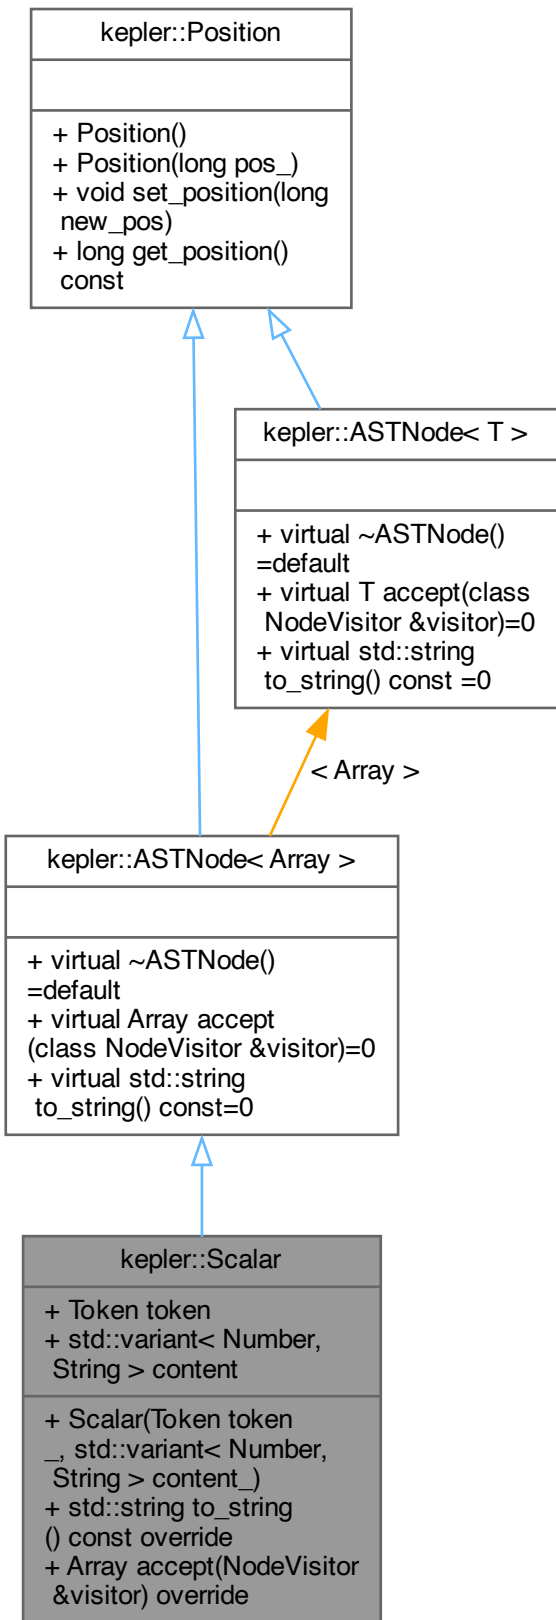 kepler::Position
+ Position()
+ Position(long pos_)
+ void set_position(long
new_pos)
+ long get_position()
const
kepler::ASTNode< T >
+ virtual ~ASTNode()
=default
+ virtual T accept(class
NodeVisitor &visitor)=0
+ virtual std::string
to_string() const =0
< Array >
kepler::ASTNode< Array >
+ virtual ~ASTNode()
=default
+ virtual Array accept
(class NodeVisitor &visitor)=0
+ virtual std::string
to_string() const=0
kepler::Scalar
+ Token token
+ std::variant< Number,
String > content
+ Scalar(Token token
_, std::variant< Number,
String > content_)
+ std::string to_string
() const override
+ Array accept(NodeVisitor
&visitor) override